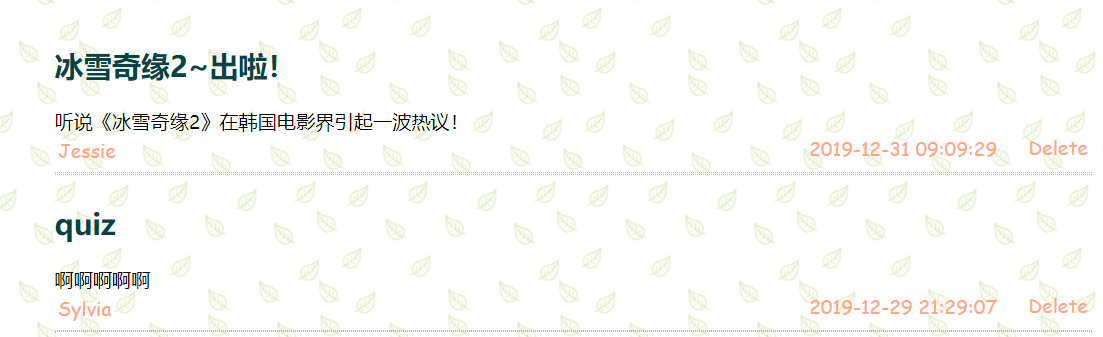 冰雪奇缘2~出啦！
听说《冰雪奇缘2》在韩国电影界引起一波热议！
Jessie 2019-12-31 09:09:29 Delete
quiz
啊啊啊啊啊
Sylvia 2019-12-29 21:29:07 Delete